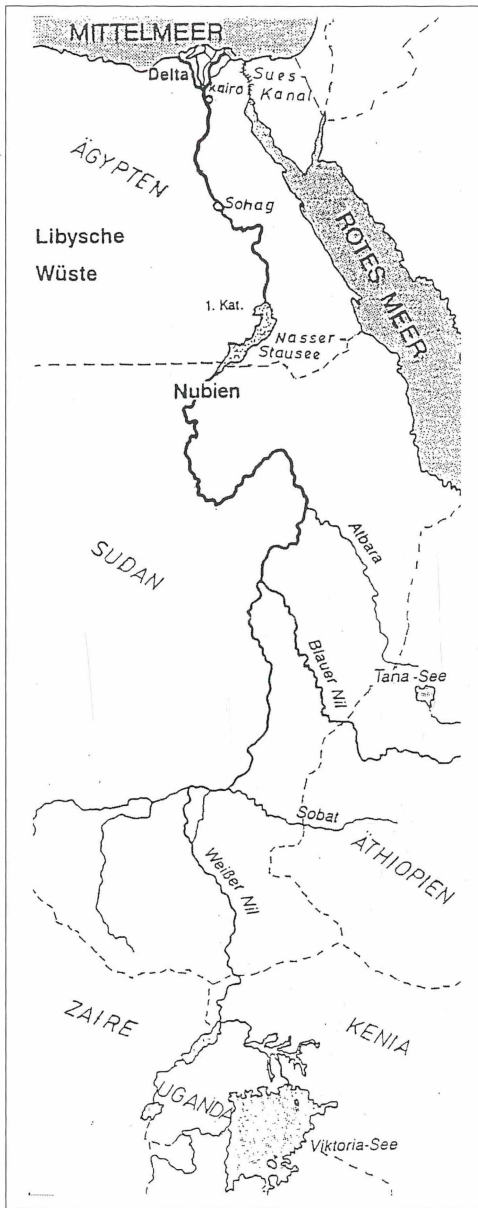 MITTELMEER
Delta
Kairo
Sues
Kanal
ÄGYPTEN
Sohag
Libysche
Wüste
ROTES MEER
1. Kat.
Nasser
Stausee
Nubien
SUDAN
Atbara
Blauer Nil
Tana-See
Sobat
ÄTHIOPIEN
Weißer Nil
ZAIRE
KENIA
UGANDA
Viktoria-See